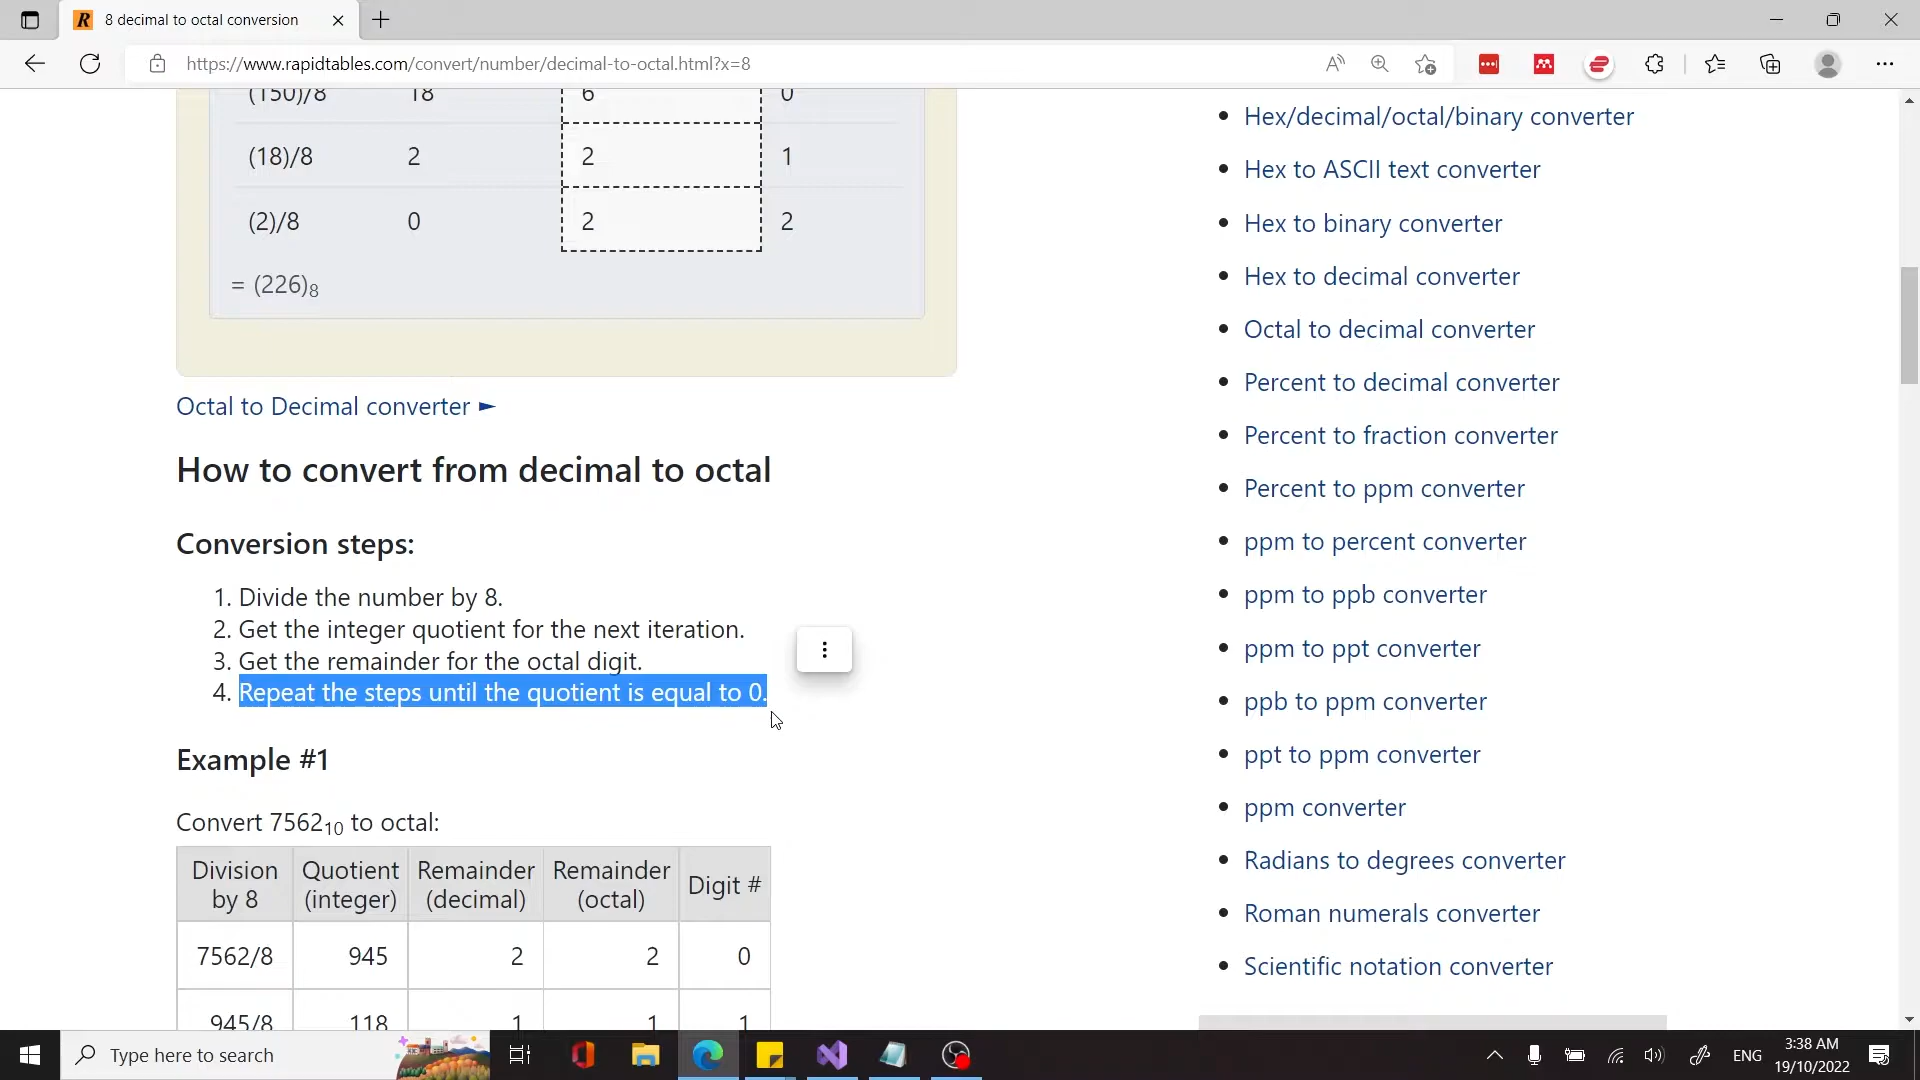 8 decimal to octal conversion
https://www.rapidtables.com/convert/number/decimal-to-octal.html?x=8
(150)/8 18 6 0
(18)/8 2 2 1
(2)/8 0 2 2
= (226)8
Octal to Decimal converter ►
How to convert from decimal to octal
Conversion steps:
1. Divide the number by 8.
2. Get the integer quotient for the next iteration.
3. Get the remainder for the octal digit.
4. Repeat the steps until the quotient is equal to 0.
Example #1
Convert 756210 to octal:
Division by 8 Quotient (integer) Remainder (decimal) Remainder (octal) Digit #
7562/8 945 2 2 0
945/8 118 1 1 1
Hex/decimal/octal/binary converter
Hex to ASCII text converter
Hex to binary converter
Hex to decimal converter
Octal to decimal converter
Percent to decimal converter
Percent to fraction converter
Percent to ppm converter
ppm to percent converter
ppm to ppb converter
ppm to ppt converter
ppb to ppm converter
ppt to ppm converter
ppm converter
Radians to degrees converter
Roman numerals converter
Scientific notation converter
Type here to search
ENG
3:38 AM
19/10/2022